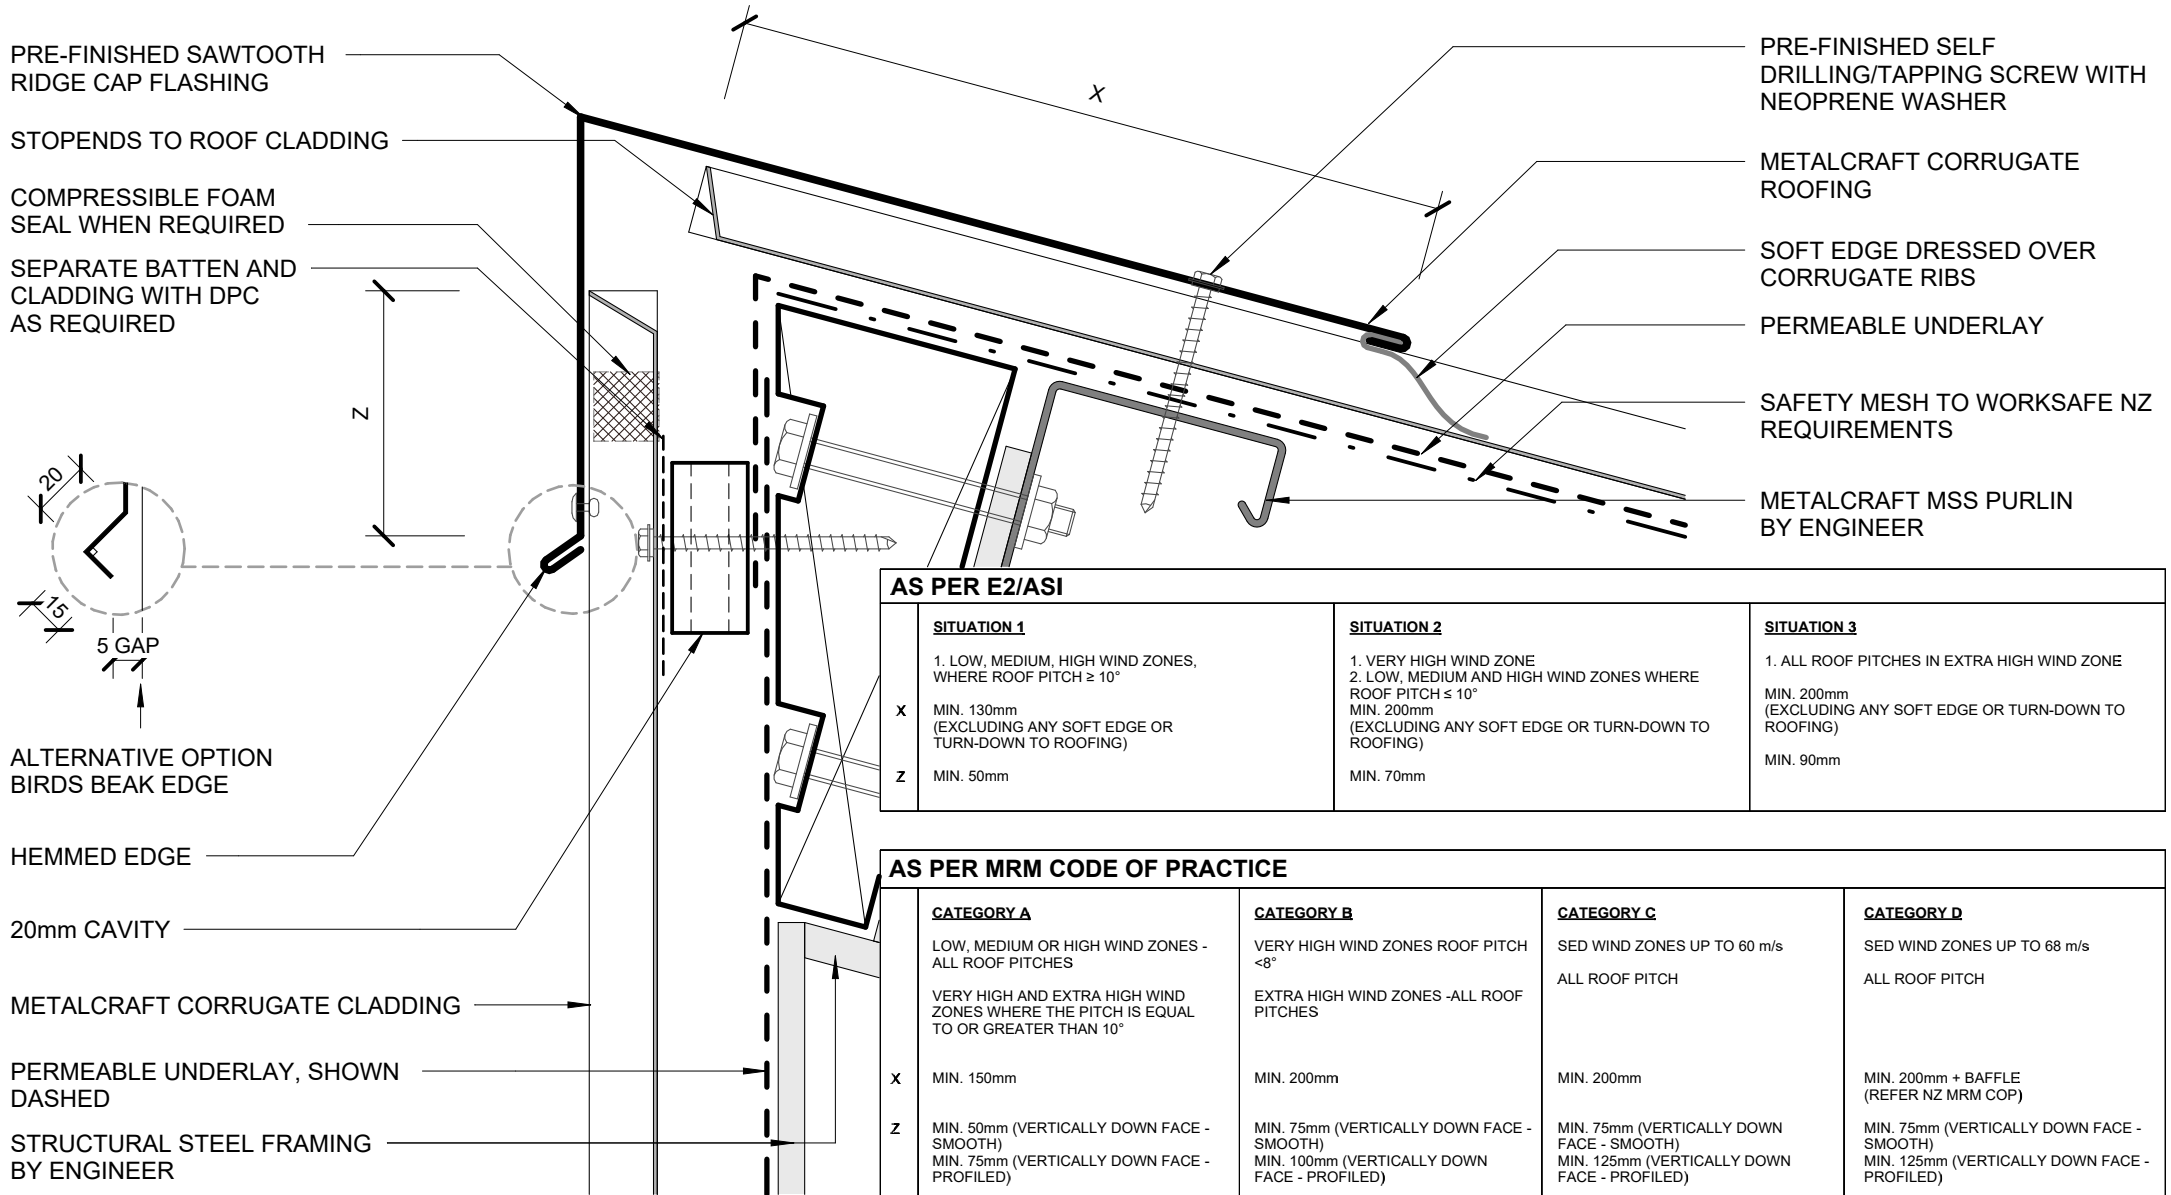 PRE-FINISHED SAWTOOTH
RIDGE CAP FLASHING
STOPENDS TO ROOF CLADDING
COMPRESSIBLE FOAM
SEAL WHEN REQUIRED
SEPARATE BATTEN AND
CLADDING WITH DPC
AS REQUIRED
Z
20
15
5 GAP
ALTERNATIVE OPTION
BIRDS BEAK EDGE
HEMMED EDGE
20mm CAVITY
METALCRAFT CORRUGATE CLADDING
PERMEABLE UNDERLAY, SHOWN
DASHED
STRUCTURAL STEEL FRAMING
BY ENGINEER
X
PRE-FINISHED SELF
DRILLING/TAPPING SCREW WITH
NEOPRENE WASHER
METALCRAFT CORRUGATE
ROOFING
SOFT EDGE DRESSED OVER
CORRUGATE RIBS
PERMEABLE UNDERLAY
SAFETY MESH TO WORKSAFE NZ
REQUIREMENTS
METALCRAFT MSS PURLIN
BY ENGINEER
AS PER E2/ASI
X
Z
SITUATION 1
1. LOW, MEDIUM, HIGH WIND ZONES,
WHERE ROOF PITCH ≥ 10°
MIN. 130mm
(EXCLUDING ANY SOFT EDGE OR
TURN-DOWN TO ROOFING)
MIN. 50mm
SITUATION 2
1. VERY HIGH WIND ZONE
2. LOW, MEDIUM AND HIGH WIND ZONES WHERE
ROOF PITCH ≤ 10°
MIN. 200mm
(EXCLUDING ANY SOFT EDGE OR TURN-DOWN TO
ROOFING)
MIN. 70mm
SITUATION 3
1. ALL ROOF PITCHES IN EXTRA HIGH WIND ZONE
MIN. 200mm
(EXCLUDING ANY SOFT EDGE OR TURN-DOWN TO
ROOFING)
MIN. 90mm
AS PER MRM CODE OF PRACTICE
X
Z
CATEGORY A
LOW, MEDIUM OR HIGH WIND ZONES -
ALL ROOF PITCHES
VERY HIGH AND EXTRA HIGH WIND
ZONES WHERE THE PITCH IS EQUAL
TO OR GREATER THAN 10°
MIN. 150mm
MIN. 50mm (VERTICALLY DOWN FACE -
SMOOTH)
MIN. 75mm (VERTICALLY DOWN FACE -
PROFILED)
CATEGORY B
VERY HIGH WIND ZONES ROOF PITCH
<8°
EXTRA HIGH WIND ZONES -ALL ROOF
PITCHES
MIN. 200mm
MIN. 75mm (VERTICALLY DOWN FACE -
SMOOTH)
MIN. 100mm (VERTICALLY DOWN
FACE - PROFILED)
CATEGORY C
SED WIND ZONES UP TO 60 m/s
ALL ROOF PITCH
MIN. 200mm
MIN. 75mm (VERTICALLY DOWN
FACE - SMOOTH)
MIN. 125mm (VERTICALLY DOWN
FACE - PROFILED)
CATEGORY D
SED WIND ZONES UP TO 68 m/s
ALL ROOF PITCH
MIN. 200mm + BAFFLE
(REFER NZ MRM COP)
MIN. 75mm (VERTICALLY DOWN FACE -
SMOOTH)
MIN. 125mm (VERTICALLY DOWN FACE -
PROFILED)